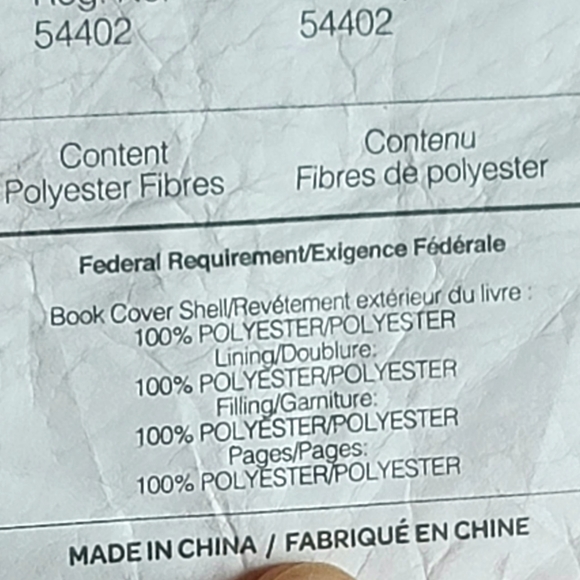 54402 54402
Content Contenu
Polyester Fibres Fibres de polyester
Federal Requirement/Exigence Fédérale
Book Cover Shell/Revétement extérieur du livre :
100% POLYESTER/POLYESTER
Lining/Doublure:
100% POLYESTER/POLYESTER
Filling/Garniture:
100% POLYESTER/POLYESTER
Pages/Pages:
100% POLYESTER/POLYESTER
MADE IN CHINA / FABRIQUÉ EN CHINE